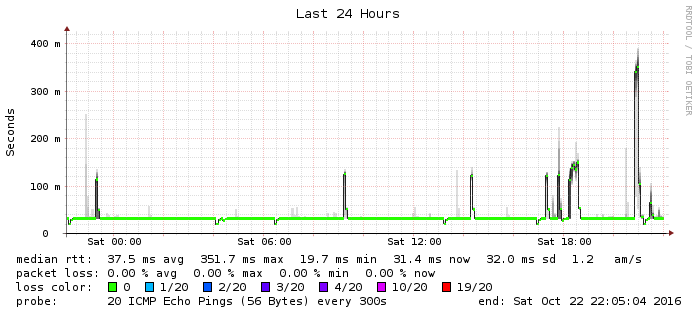 Last 24 Hours
RRDTOOL / TOBI OETIKER
Seconds
400 m
300 m
200 m
100 m
0
Sat 00:00 Sat 06:00 Sat 12:00 Sat 18:00
median rtt: 37.5 ms avg 351.7 ms max 19.7 ms min 31.4 ms now 32.0 ms sd 1.2 am/s
packet loss: 0.00 % avg 0.00 % max 0.00 % min 0.00 % now
loss color: 0 1/20 2/20 3/20 4/20 10/20 19/20
probe: 20 ICMP Echo Pings (56 Bytes) every 300s end: Sat Oct 22 22:05:04 2016